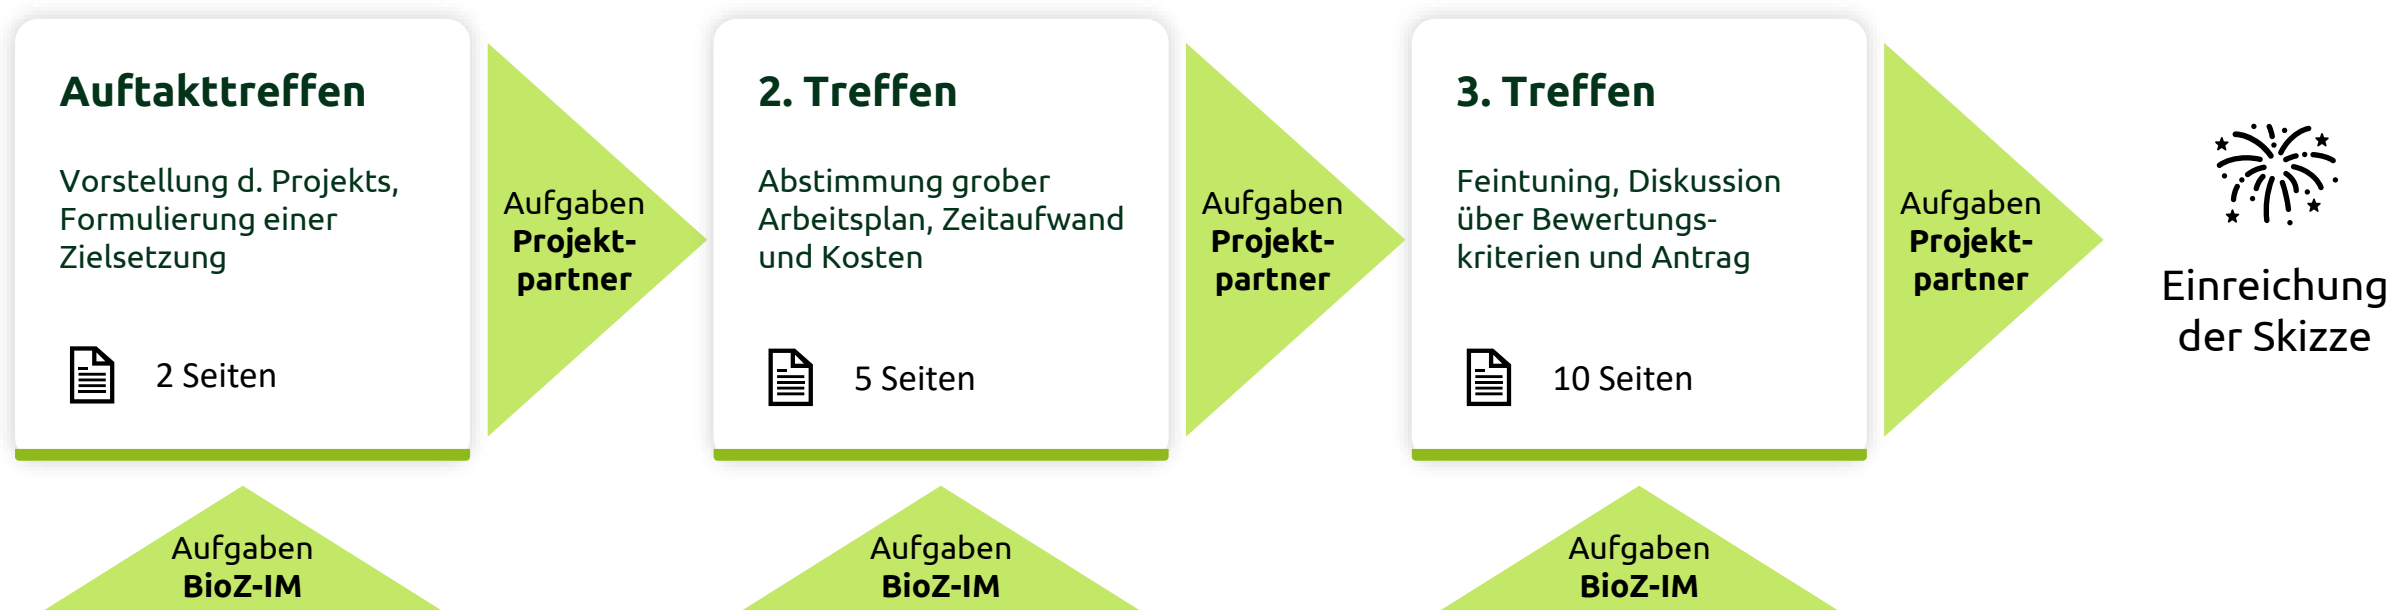 Auftakttreffen
Vorstellung d. Projekts,
Formulierung einer
Zielsetzung
2 Seiten
Aufgaben
Projekt-
partner
2. Treffen
Abstimmung grober
Arbeitsplan, Zeitaufwand
und Kosten
5 Seiten
Aufgaben
Projekt-
partner
3. Treffen
Feintuning, Diskussion
über Bewertungs-
kriterien und Antrag
10 Seiten
Aufgaben
Projekt-
partner
Einreichung
der Skizze
Aufgaben
BioZ-IM
Aufgaben
BioZ-IM
Aufgaben
BioZ-IM